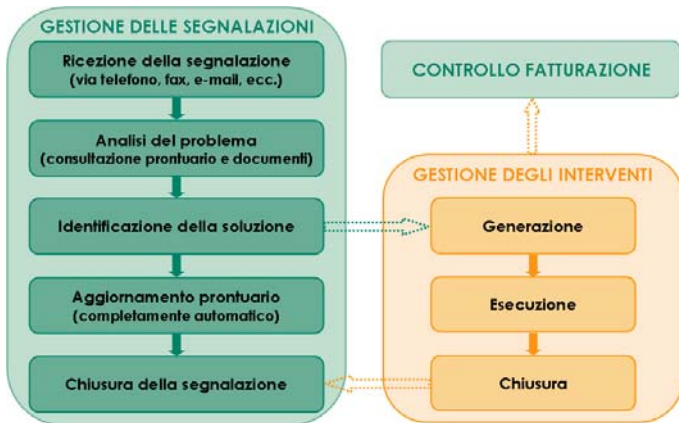 GESTIONE DELLE SEGNALAZIONI
Ricezione della segnalazione
(via telefono, fax, e-mail, ecc.)
Analisi del problema
(consultazione prontuario e documenti)
Identificazione della soluzione
Aggiornamento prontuario
(completamente automatico)
Chiusura della segnalazione
CONTROLLO FATTURAZIONE
GESTIONE DEGLI INTERVENTI
Generazione
Esecuzione
Chiusura